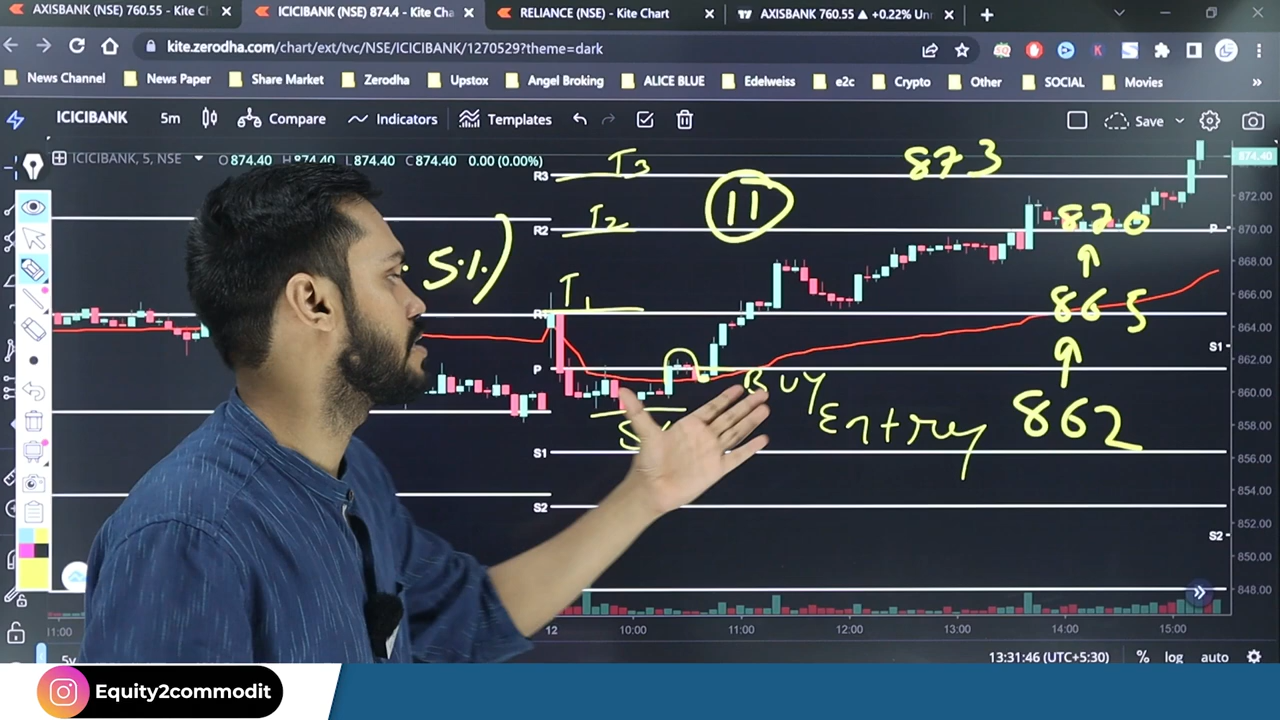 AXISBANK (NSE) 760.55 - Kite C
ICICIBANK (NSE) 874.4 - Kite Cha
RELIANCE (NSE) - Kite Chart
AXISBANK 760.55 ▲ +0.22% Un
kite.zerodha.com/chart/ext/tvc/NSE/ICICIBANK/1270529?theme=dark
News Channel
News Paper
Share Market
Zerodha
Upstox
Angel Broking
ALICE BLUE
Edelweiss
e2c
Crypto
Other
SOCIAL
Movies
ICICIBANK
5m
Compare
Indicators
Templates
Save
ICICIBANK, 5, NSE
O874.40 H874.40 L874.40 C874.40 0.00 (0.00%)
874.40
R3
T3
873
872.00
R2
T2
11
870
870.00
P
5%)
868.00
T1
865
866.00
864.00
S1
P
862.00
BUY
Entry
862
860.00
858.00
S1
856.00
854.00
S2
852.00
S2
850.00
848.00
11:00
12
10:00
11:00
12:00
13:00
14:00
15:00
5y
13:31:46 (UTC+5:30)
%
log
auto
Equity2commodit